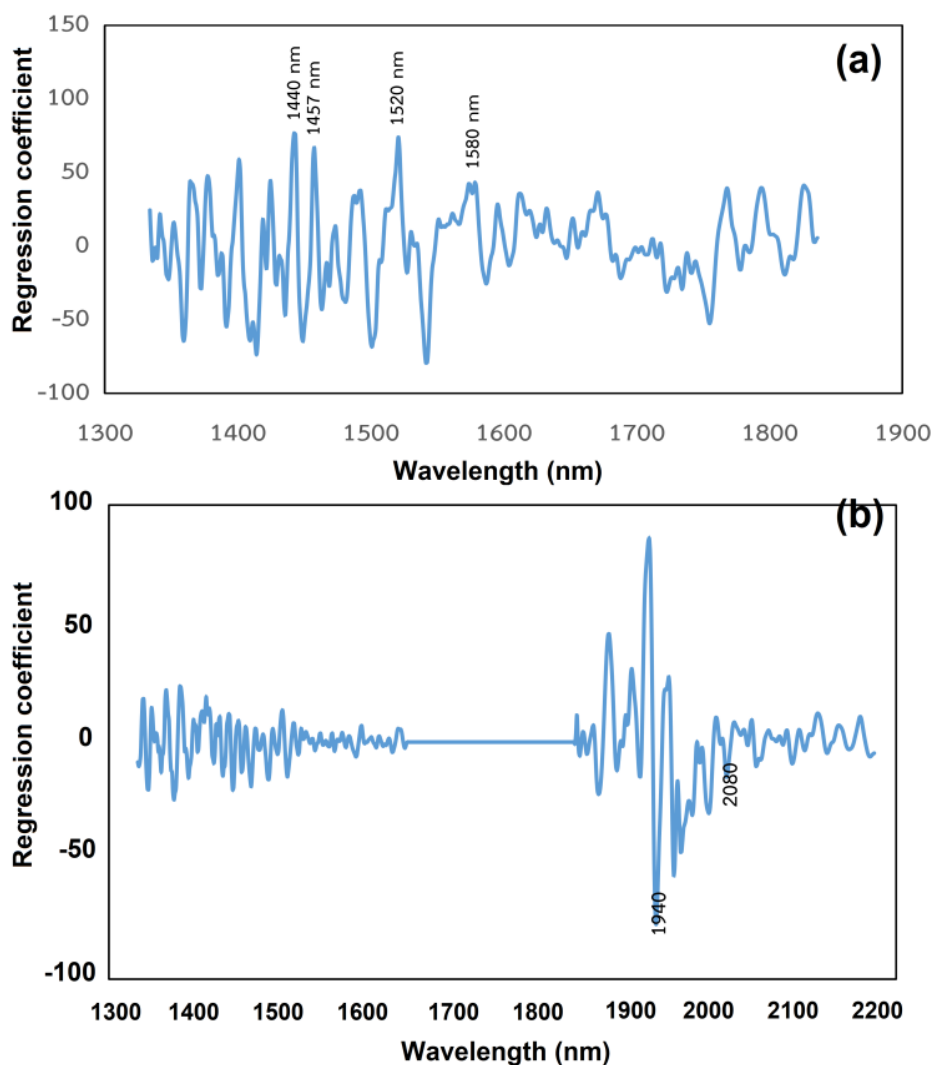 150
(a)
100
50
0
-50
-100
Regression coefficient
1440 nm
1457 nm
1520 nm
1580 nm
1300 1400 1500 1600 1700 1800 1900
Wavelength (nm)
100
(b)
50
0
-50
-100
Regression coefficient
1940
2080
1300 1400 1500 1600 1700 1800 1900 2000 2100 2200
Wavelength (nm)